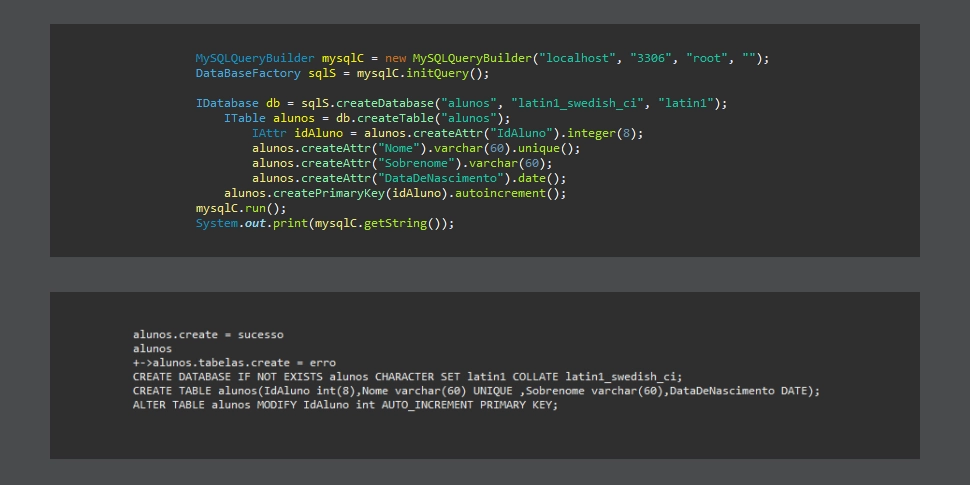 MySQLQueryBuilder mysqlC = new MySQLQueryBuilder("localhost", "3306", "root", "");
DataBaseFactory sqlS = mysqlC.initQuery();
IDatabase db = sqlS.createDatabase("alunos", "latin1_swedish_ci", "latin1");
ITable alunos = db.createTable("alunos");
IAttr idAluno = alunos.createAttr("IdAluno").integer(8);
alunos.createAttr("Nome").varchar(60).unique();
alunos.createAttr("Sobrenome").varchar(60);
alunos.createAttr("DataDeNascimento").date();
alunos.createPrimaryKey(idAluno).autoincrement();
mysqlC.run();
System.out.print(mysqlC.getString());
alunos.create = sucesso
alunos
+->alunos.tabelas.create = erro
CREATE DATABASE IF NOT EXISTS alunos CHARACTER SET latin1 COLLATE latin1_swedish_ci;
CREATE TABLE alunos(IdAluno int(8),Nome varchar(60) UNIQUE ,Sobrenome varchar(60),DataDeNascimento DATE);
ALTER TABLE alunos MODIFY IdAluno int AUTO_INCREMENT PRIMARY KEY;